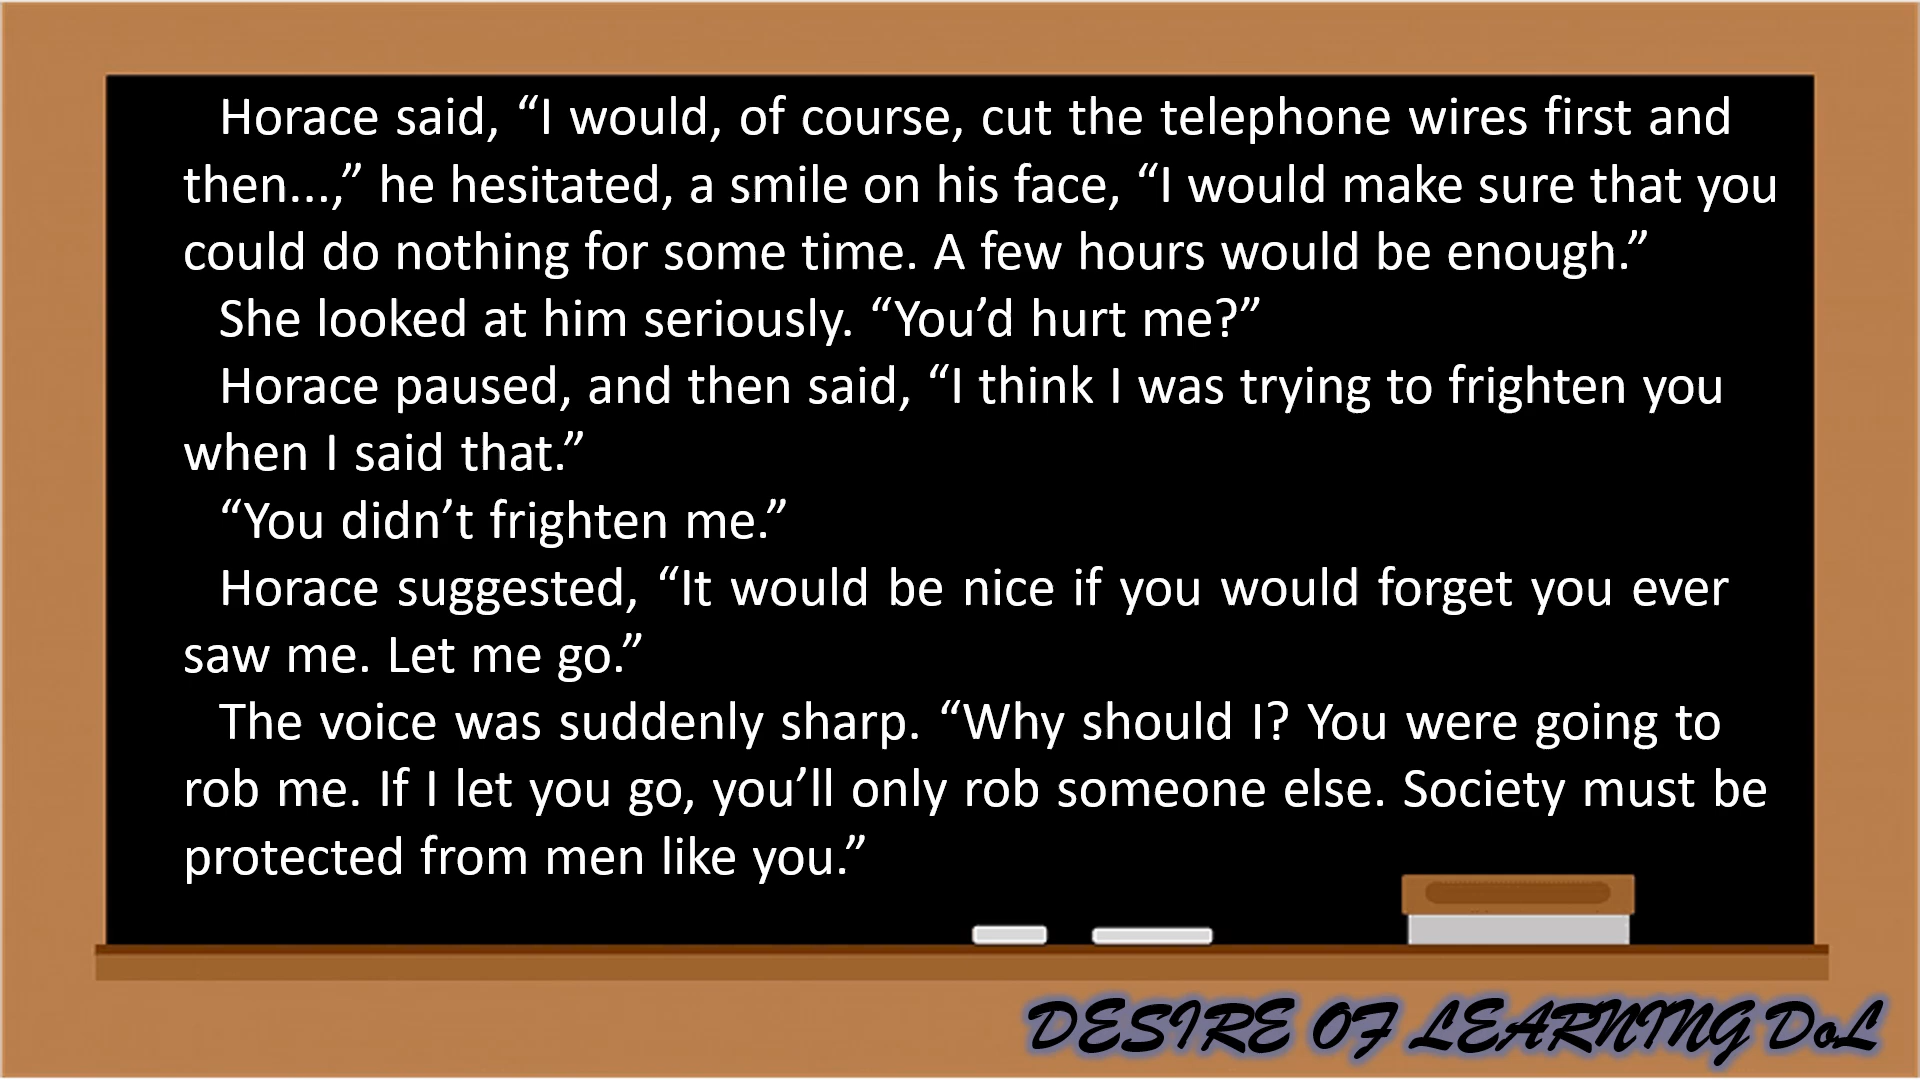 Horace said, “I would, of course, cut the telephone wires first and
then...,” he hesitated, a smile on his face, “I would make sure that you
could do nothing for some time. A few hours would be enough.”
She looked at him seriously. “You’d hurt me?”
Horace paused, and then said, “I think I was trying to frighten you
when I said that.”
“You didn’t frighten me.”
Horace suggested, “It would be nice if you would forget you ever
saw me. Let me go.”
The voice was suddenly sharp. “Why should I? You were going to
rob me. If I let you go, you’ll only rob someone else. Society must be
protected from men like you.”
DESIRE OF LEARNING DoL